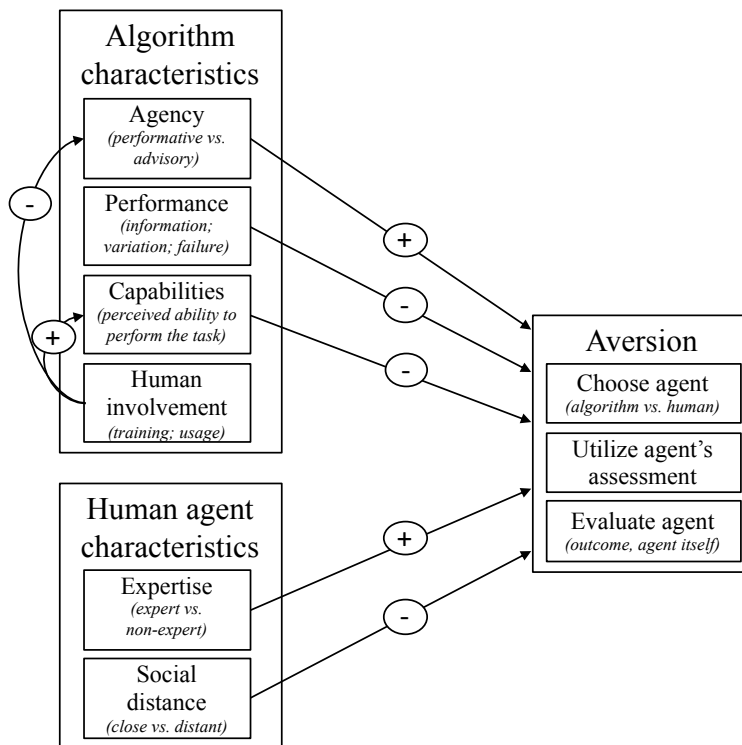 Algorithm
characteristics
Agency
(performative vs.
advisory)
-
Performance
(information;
variation; failure)
+
Capabilities
(perceived ability to
perform the task)
+
-
-
Human
involvement
(training; usage)
Aversion
Choose agent
(algorithm vs. human)
Utilize agent's
assessment
Evaluate agent
(outcome, agent itself)
Human agent
characteristics
Expertise
(expert vs.
non-expert)
+
-
Social
distance
(close vs. distant)